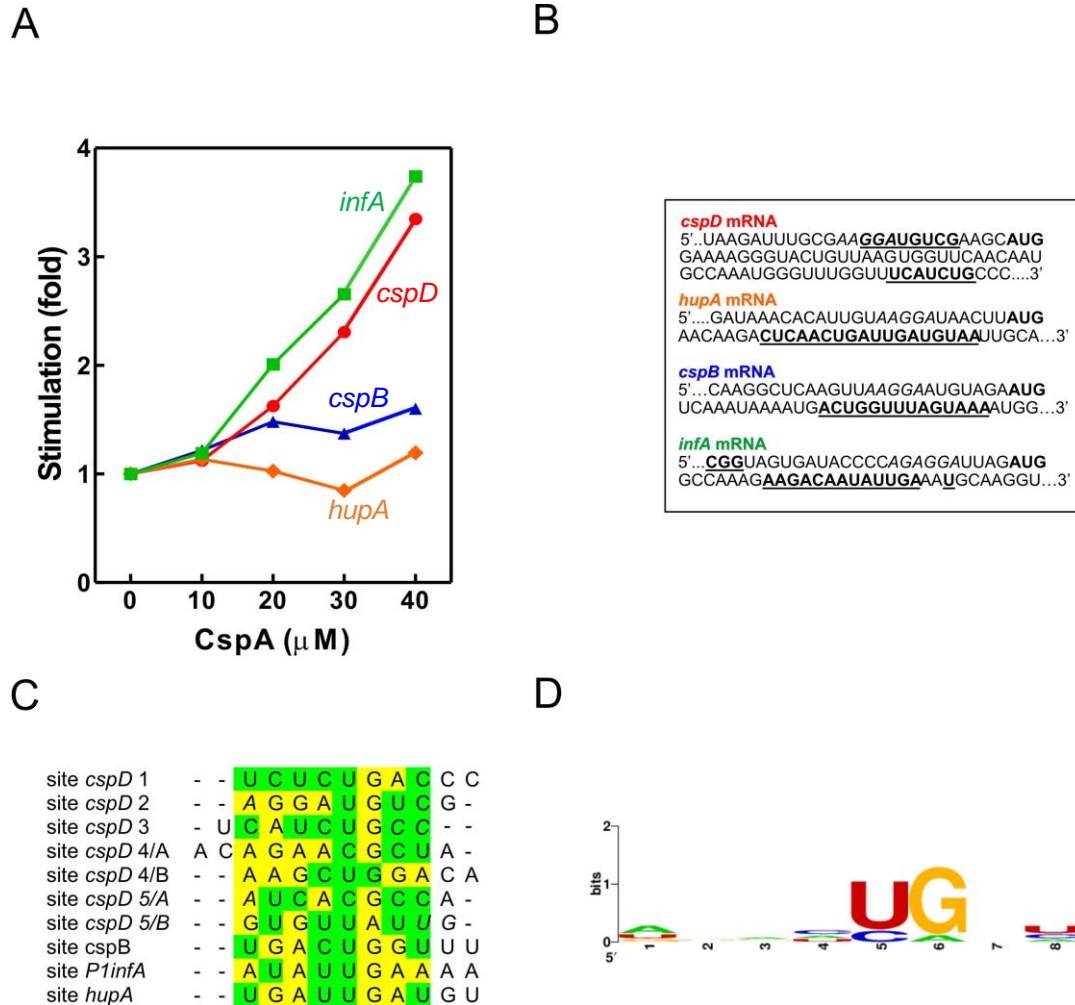 A
B
4
3
2
1
0
Stimulation (fold)
infA
cspD
cspB
hupA
0 10 20 30 40
CspA (μM)
cspD mRNA
5'..UAAGAUUUGCGAAGGAUGUCGAAGCAUG
GAAAAGGGUACUGUUAAGUGGUUCAACAAU
GCCAAAUGGGUUUGGUUUCAUCUGCCC....3'
hupA mRNA
5'....GAUAAACACAUUGUAAGGAUAACUUAUG
AACAAGACUCAACUGAUUGAUGUAAUUGCA...3'
cspB mRNA
5'...CAAGGCUCAAGUUAAGGAAUGUAGAAUG
UCAAAUAAAAUGACUGGUUUAGUAAAAUGG...3'
infA mRNA
5'...CGGUAGUGAUACCCCAGAGGAUUAGAUG
GCCAAAGAAGACAAUAUUGAAAUGCAAGGU...3'
C
D
site cspD 1 - - U C U C U G A C C C
site cspD 2 - - A G G A U G U C G -
site cspD 3 - U C A U C U G C C - -
site cspD 4/A A C A G A A C G C U A -
site cspD 4/B - - A A G C U G G A C A
site cspD 5/A - - A U C A C G C C A -
site cspD 5/B - - G U G U U A U U G -
site cspB - - U G A C U G G U U U
site P1infA - - A U A U U G A A A A
site hupA - - U G A U U G A U G U
2
1
0
bits
A U C A U C U G A U C A
1 2 3 4 5 6 7 8
5′